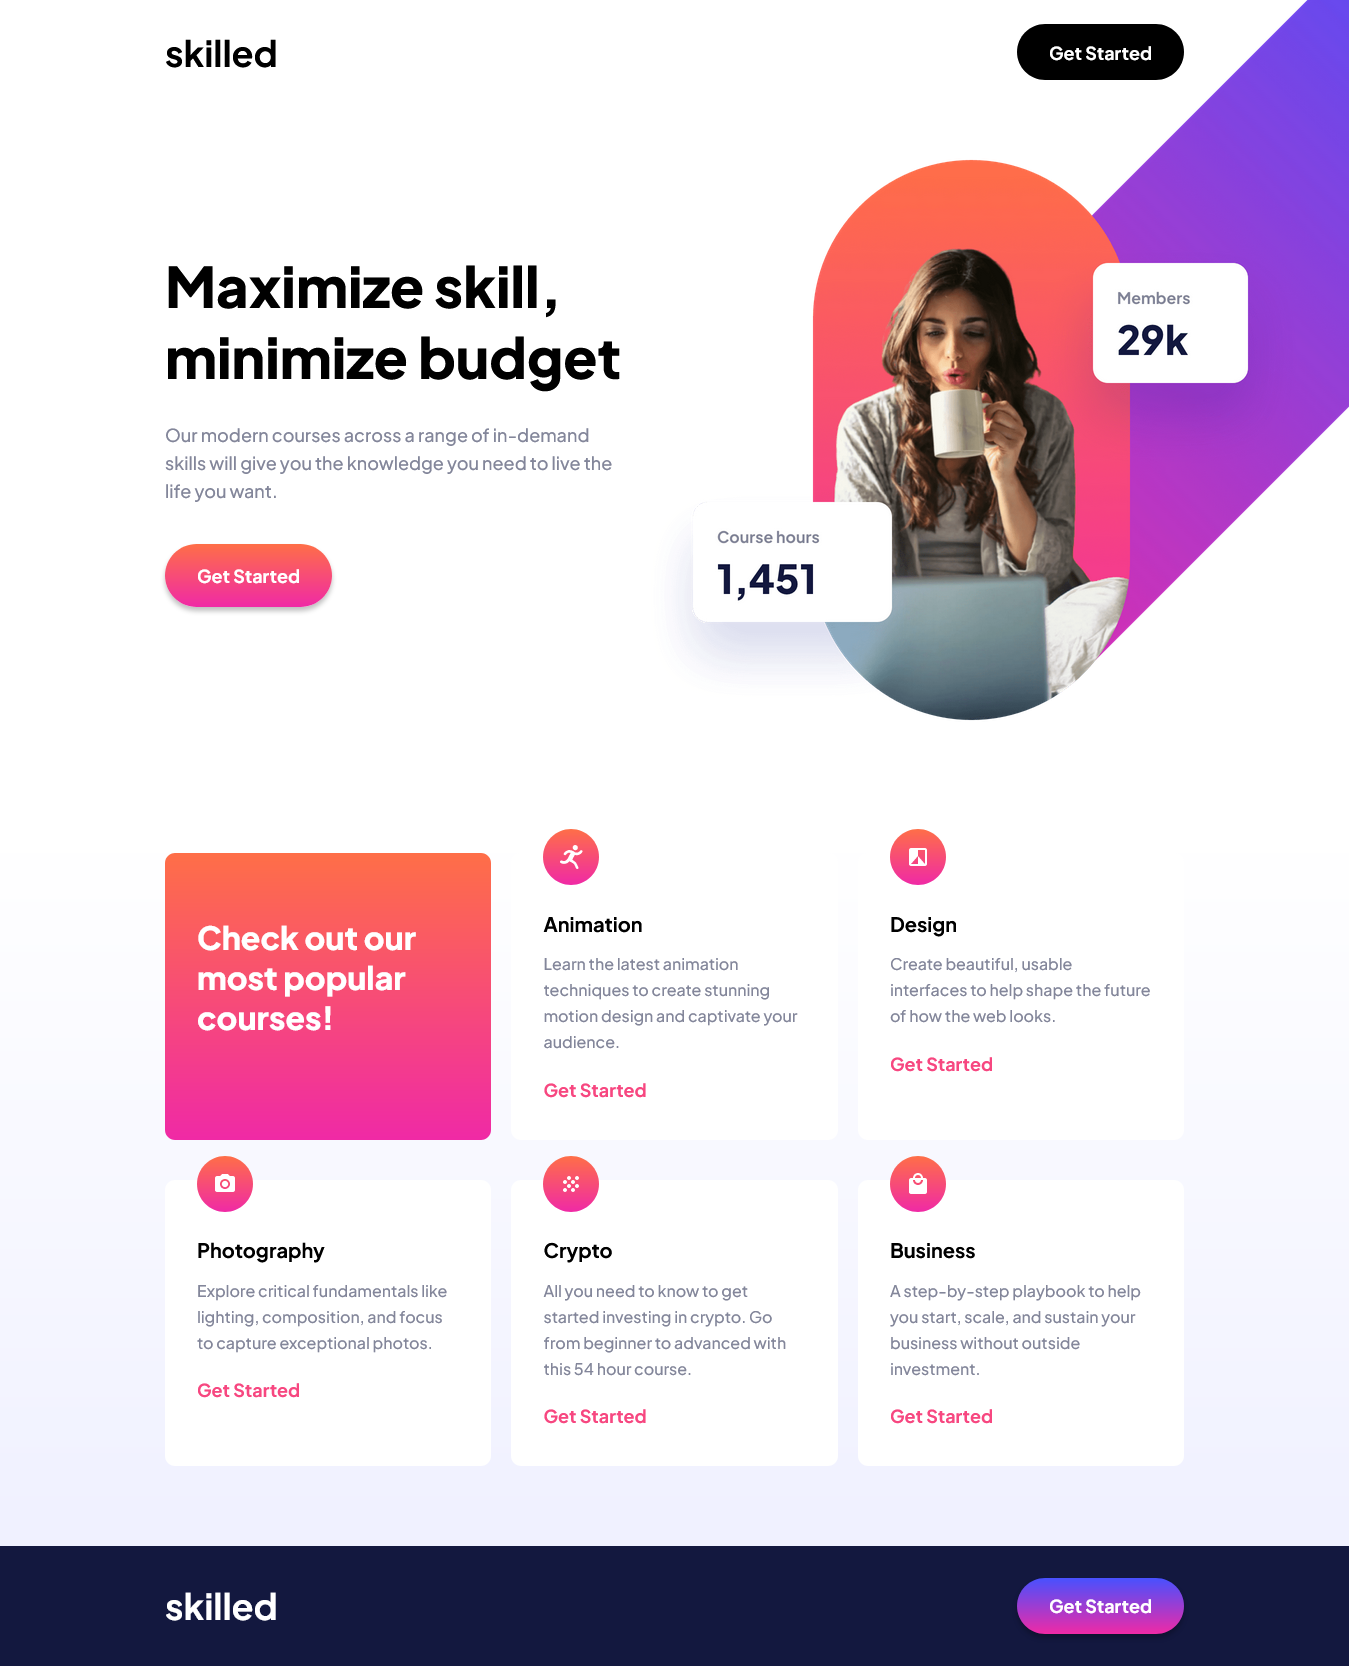 skilled
Get Started
Maximize skill,
minimize budget
Our modern courses across a range of in-demand
skills will give you the knowledge you need to live the
life you want.
Get Started
Members
29k
Course hours
1,451
Check out our
most popular
courses!
Animation
Learn the latest animation
techniques to create stunning
motion design and captivate your
audience.
Get Started
Design
Create beautiful, usable
interfaces to help shape the future
of how the web looks.
Get Started
Photography
Explore critical fundamentals like
lighting, composition, and focus
to capture exceptional photos.
Get Started
Crypto
All you need to know to get
started investing in crypto. Go
from beginner to advanced with
this 54 hour course.
Get Started
Business
A step-by-step playbook to help
you start, scale, and sustain your
business without outside
investment.
Get Started
skilled
Get Started